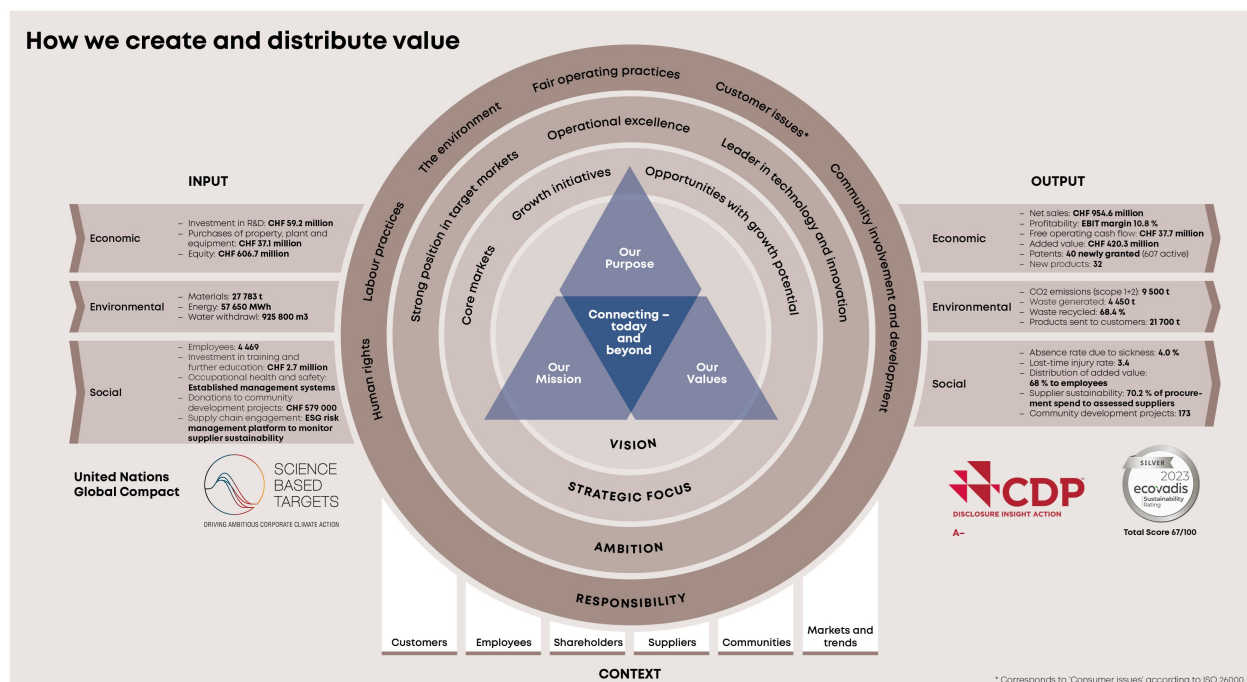 How we create and distribute value
INPUT
Economic
– Investment in R&D: CHF 59.2 million
– Purchases of property, plant and
equipment: CHF 37.1 million
– Equity: CHF 606.7 million
Environmental
– Materials: 27 783 t
– Energy: 57 650 MWh
– Water withdrawl: 925 800 m3
Social
– Employees: 4 469
– Investment in training and
further education: CHF 2.7 million
– Occupational health and safety:
Established management systems
– Donations to community
development projects: CHF 579 000
– Supply chain engagement: ESG risk
management platform to monitor
supplier sustainability
United Nations
Global Compact
SCIENCE
BASED
TARGETS
DRIVING AMBITIOUS CORPORATE CLIMATE ACTION
Human rights
Labour practices
The environment
Fair operating practices
Customer issues*
Community involvement and development
Strong position in target markets
Operational excellence
Leader in technology and innovation
Core markets
Growth initiatives
Opportunities with growth potential
Our
Purpose
Connecting –
today
and
beyond
Our
Mission
Our
Values
VISION
STRATEGIC FOCUS
AMBITION
RESPONSIBILITY
Customers
Employees
Shareholders
Suppliers
Communities
Markets and
trends
CONTEXT
OUTPUT
Economic
– Net sales: CHF 954.6 million
– Profitability: EBIT margin 10.8 %
– Free operating cash flow: CHF 37.7 million
– Added value: CHF 420.3 million
– Patents: 40 newly granted (607 active)
– New products: 32
Environmental
– CO2 emissions (scope 1+2): 9 500 t
– Waste generated: 4 450 t
– Waste recycled: 68.4 %
– Products sent to customers: 21 700 t
Social
– Absence rate due to sickness: 4.0 %
– Lost-time injury rate: 3.4
– Distribution of added value:
68 % to employees
– Supplier sustainability: 70.2 % of procure-
ment spend to assessed suppliers
– Community development projects: 173
CDP
DISCLOSURE INSIGHT ACTION
A–
SILVER
2023
ecovadis
Sustainability
Rating
Total Score 67/100
* Corresponds to 'Consumer issues' according to ISO 26000